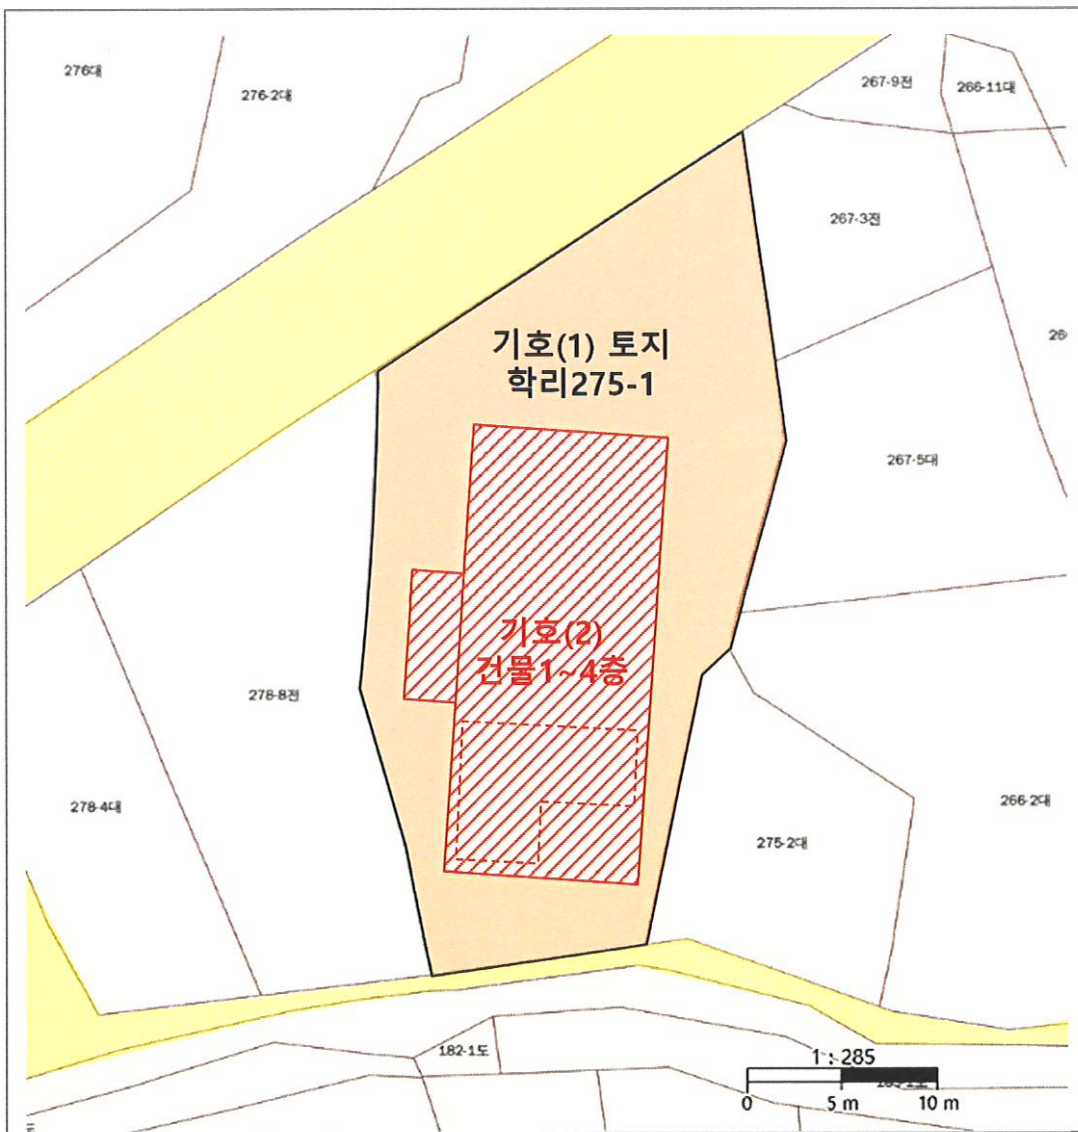 276대
276-2대
267-9전
266-11대
267-3전
기호(1) 토지
학리275-1
267-5대
기호(2)
건물1~4층
278-8전
278-4대
266-2대
275-2대
182-1도
1 : 285
0 5 m 10 m